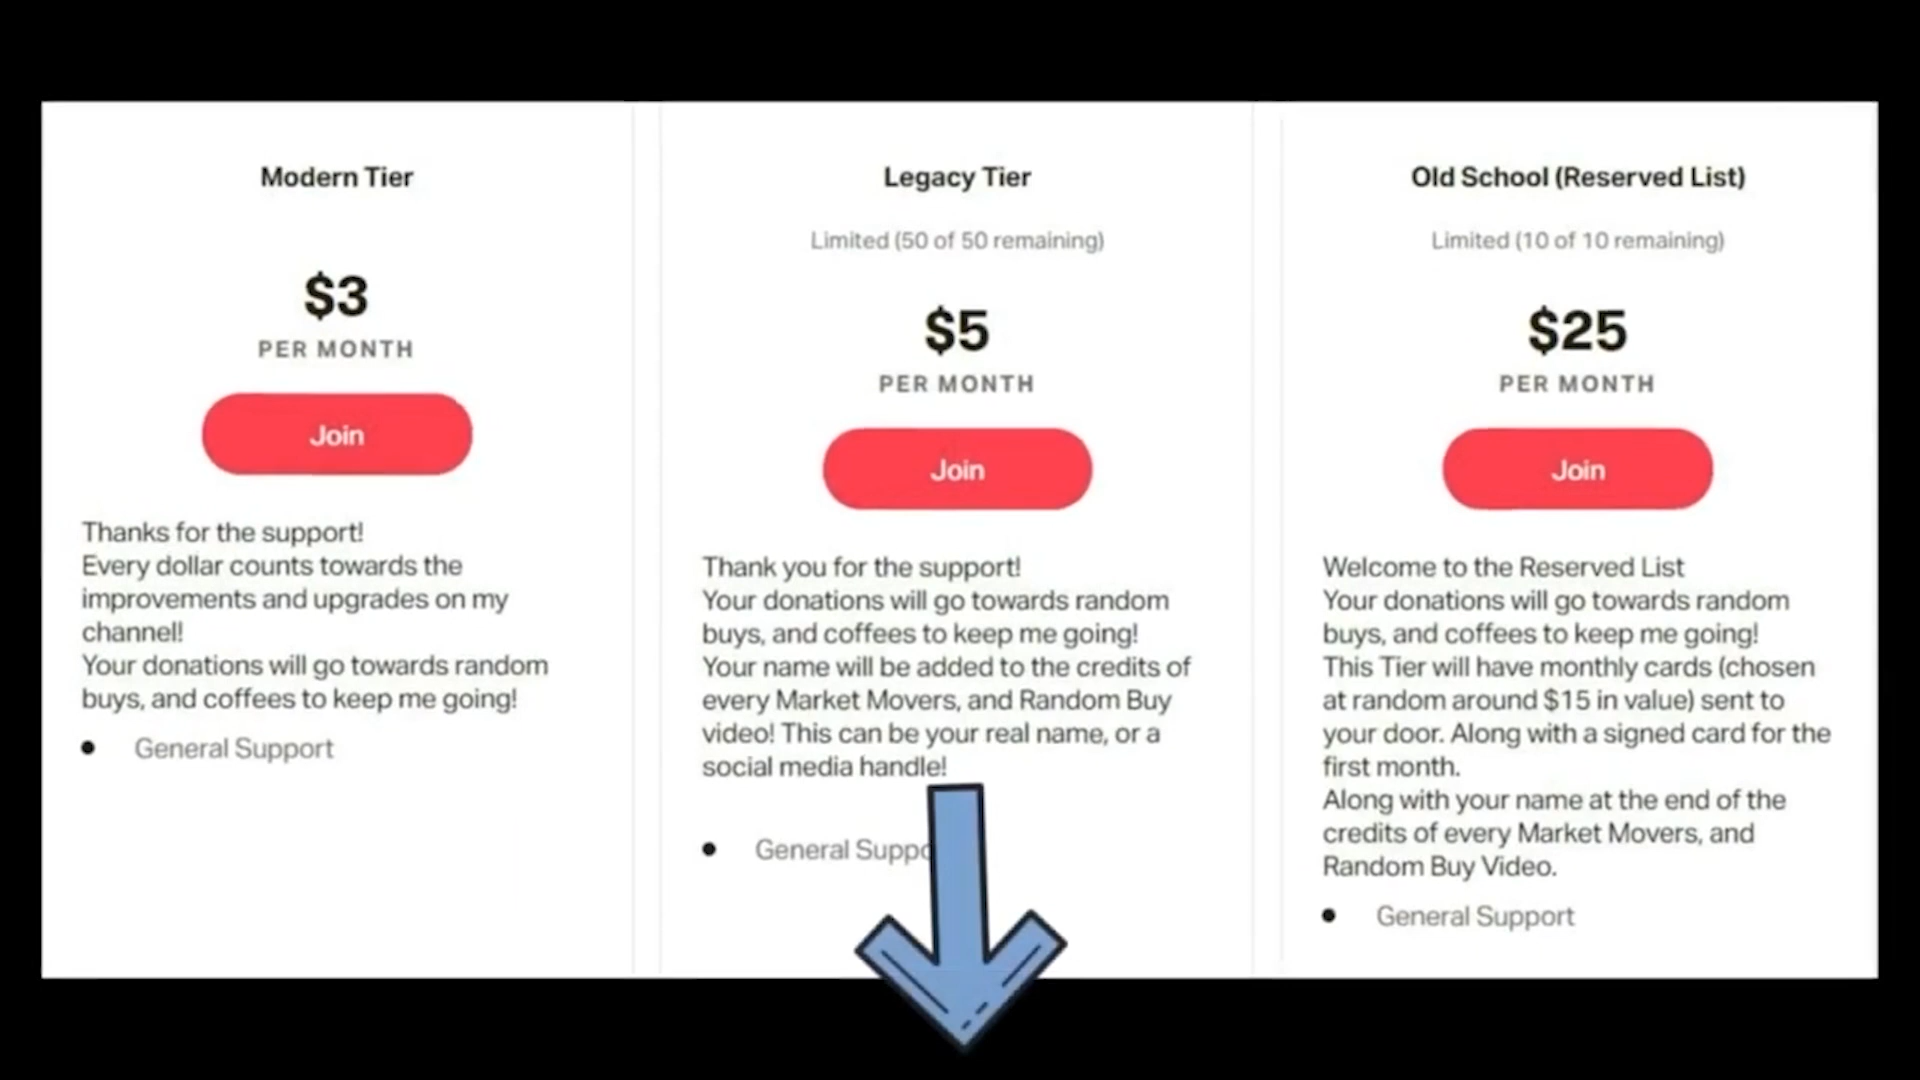 Modern Tier
$3
PER MONTH
Join
Thanks for the support!
Every dollar counts towards the
improvements and upgrades on my
channel!
Your donations will go towards random
buys, and coffees to keep me going!
General Support
Legacy Tier
Limited (50 of 50 remaining)
$5
PER MONTH
Join
Thank you for the support!
Your donations will go towards random
buys, and coffees to keep me going!
Your name will be added to the credits of
every Market Movers, and Random Buy
video! This can be your real name, or a
social media handle!
General
Old School (Reserved List)
Limited (10 of 10 remaining)
$25
PER MONTH
Join
Welcome to the Reserved List
Your donations will go towards random
buys, and coffees to keep me going!
This Tier will have monthly cards (chosen
at random around $15 in value) sent to
your door. Along with a signed card for the
first month.
Along with your name at the end of the
credits of every Market Movers, and
Random Buy Video.
General Support